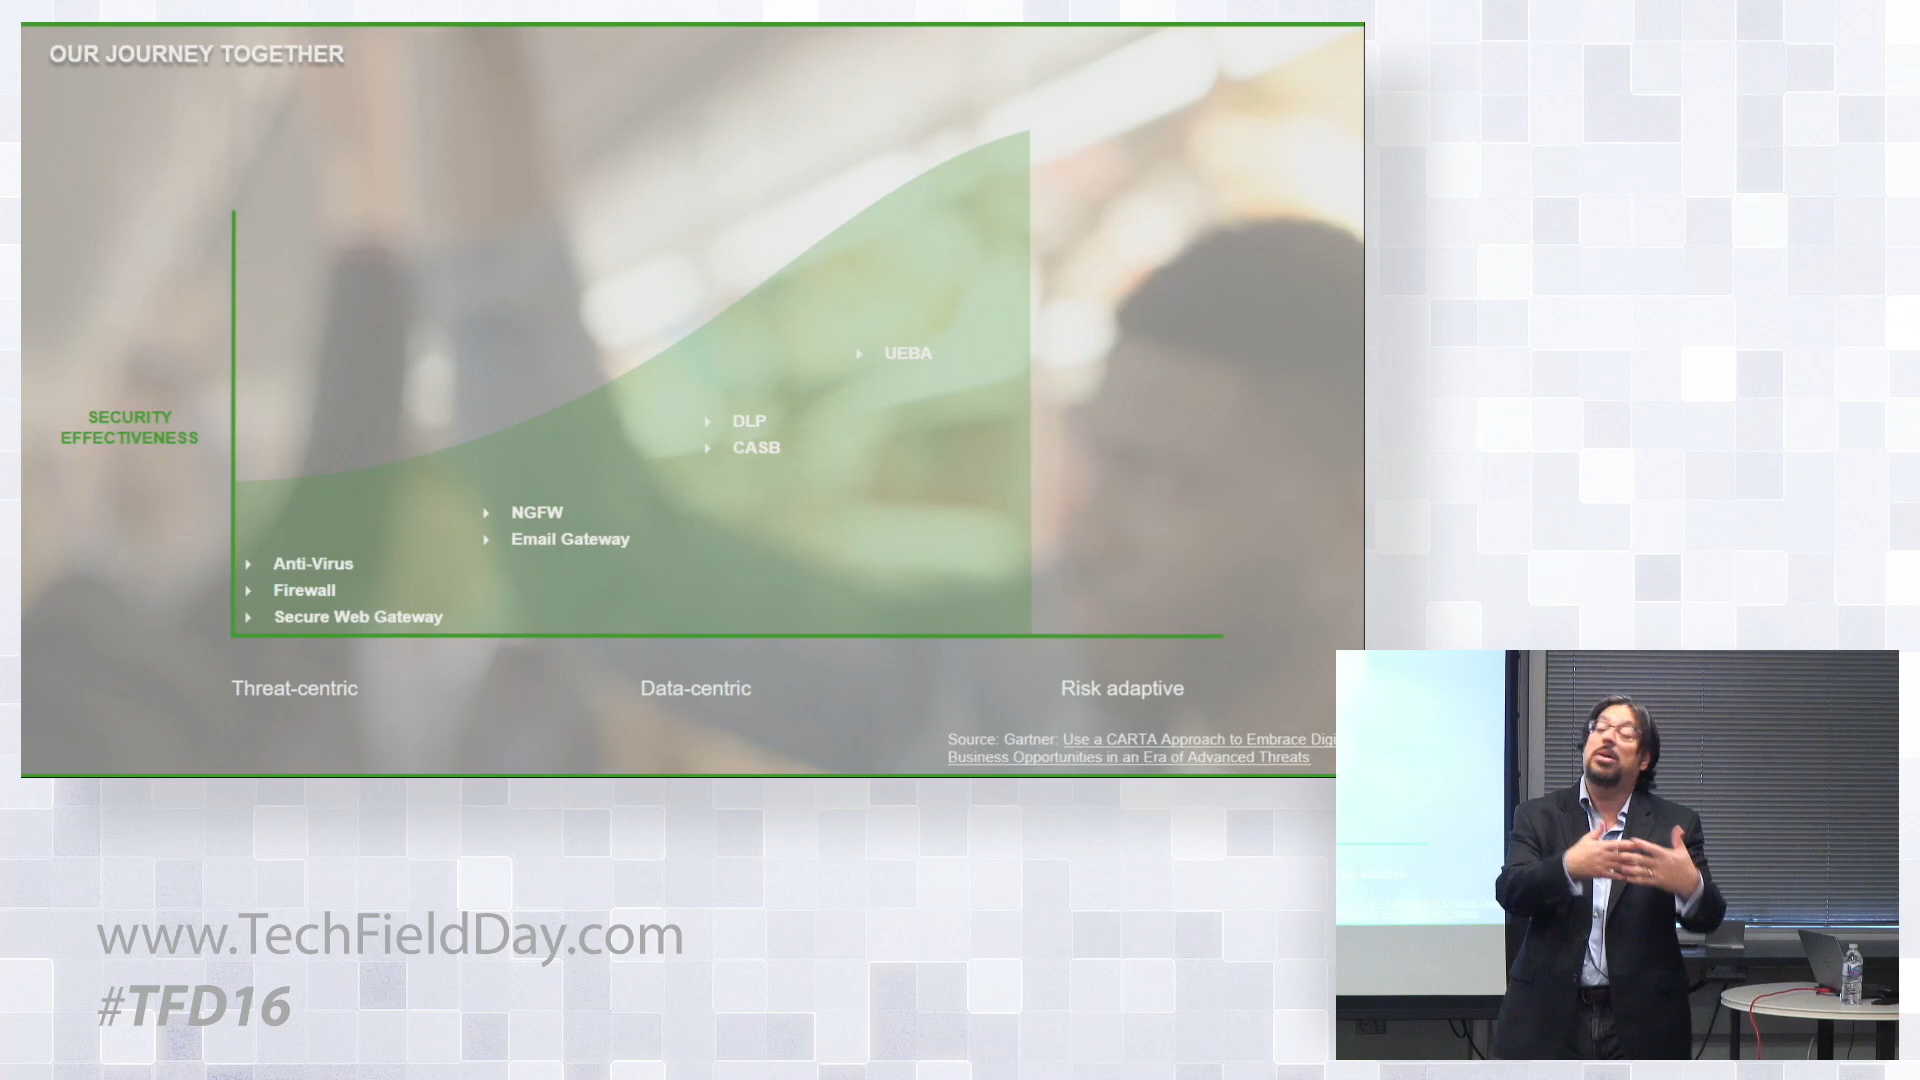 OUR JOURNEY TOGETHER
SECURITY
EFFECTIVENESS
UEBA
DLP
CASB
NGFW
Email Gateway
Anti-Virus
Firewall
Secure Web Gateway
Threat-centric
Data-centric
Risk adaptive
Source: Gartner: Use a CARTA Approach to Embrace Digi
Business Opportunities in an Era of Advanced Threats
www.TechFieldDay.com
#TFD16